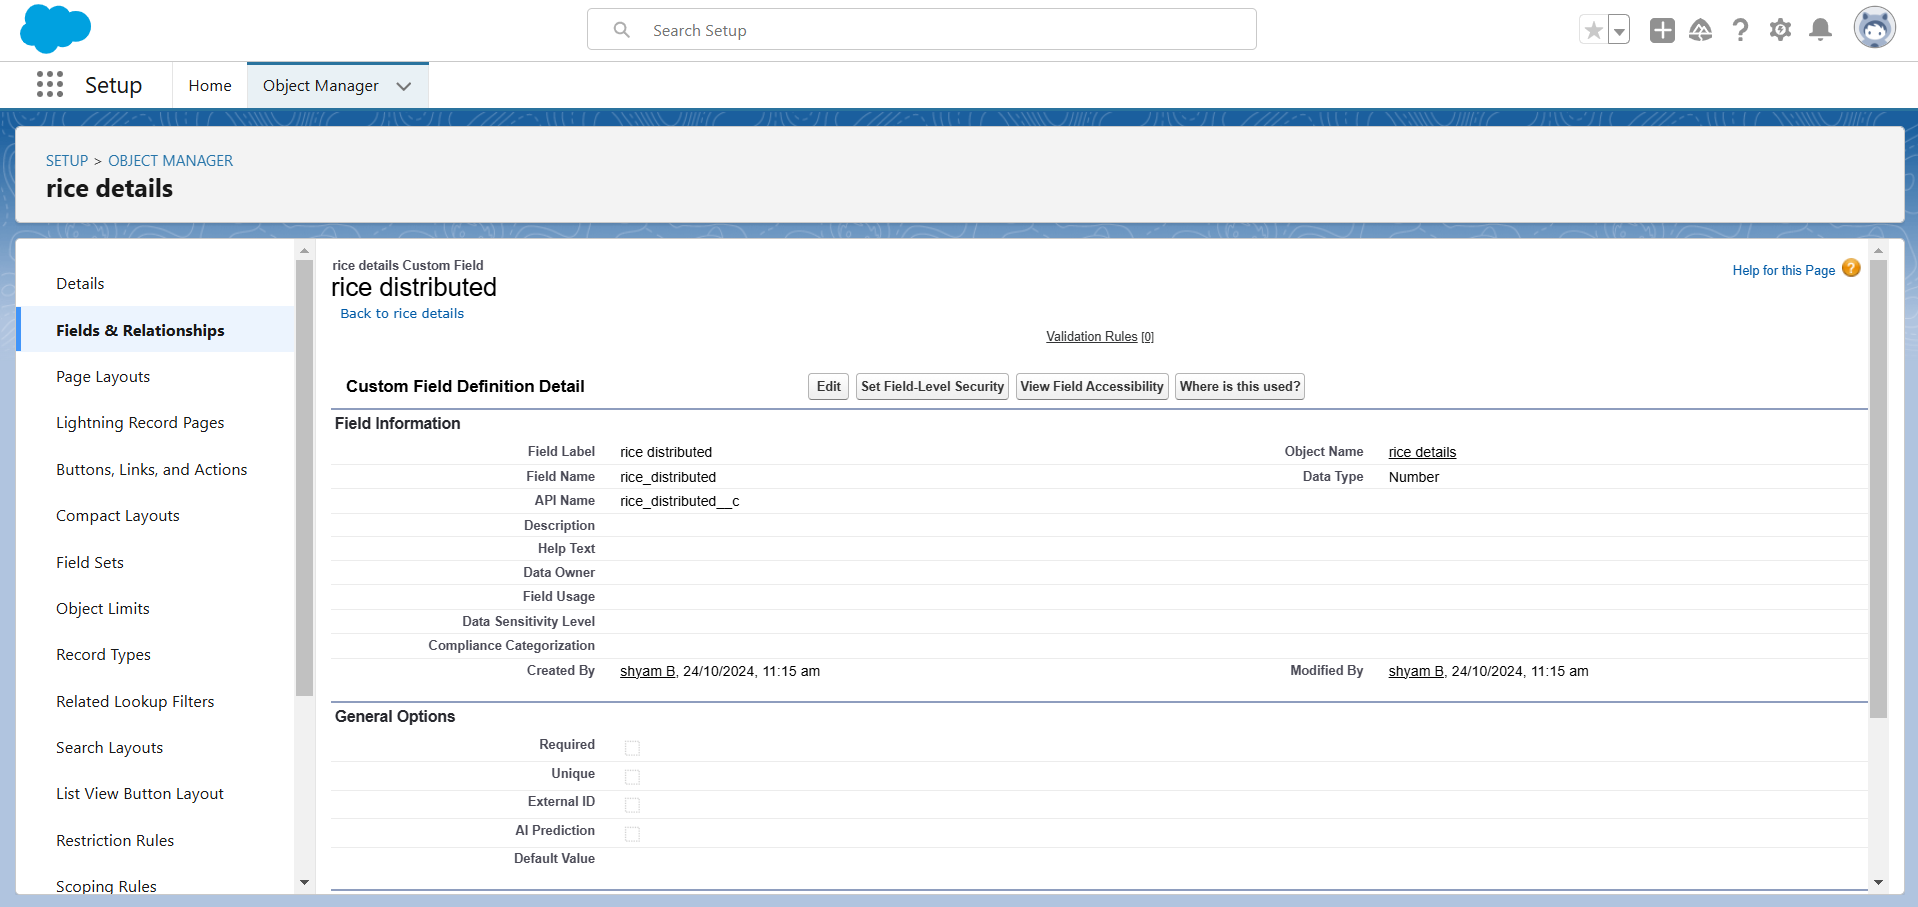 Search Setup
Setup
Home
Object Manager
SETUP > OBJECT MANAGER
rice details
Details
Fields & Relationships
Page Layouts
Lightning Record Pages
Buttons, Links, and Actions
Compact Layouts
Field Sets
Object Limits
Record Types
Related Lookup Filters
Search Layouts
List View Button Layout
Restriction Rules
Scoping Rules
rice details Custom Field
rice distributed
Back to rice details
Help for this Page ?
Validation Rules [0]
Custom Field Definition Detail
Edit
Set Field-Level Security
View Field Accessibility
Where is this used?
Field Information
Field Label rice distributed Object Name rice details
Field Name rice_distributed Data Type Number
API Name rice_distributed__c
Description
Help Text
Data Owner
Field Usage
Data Sensitivity Level
Compliance Categorization
Created By shyam B, 24/10/2024, 11:15 am Modified By shyam B, 24/10/2024, 11:15 am
General Options
Required
Unique
External ID
AI Prediction
Default Value